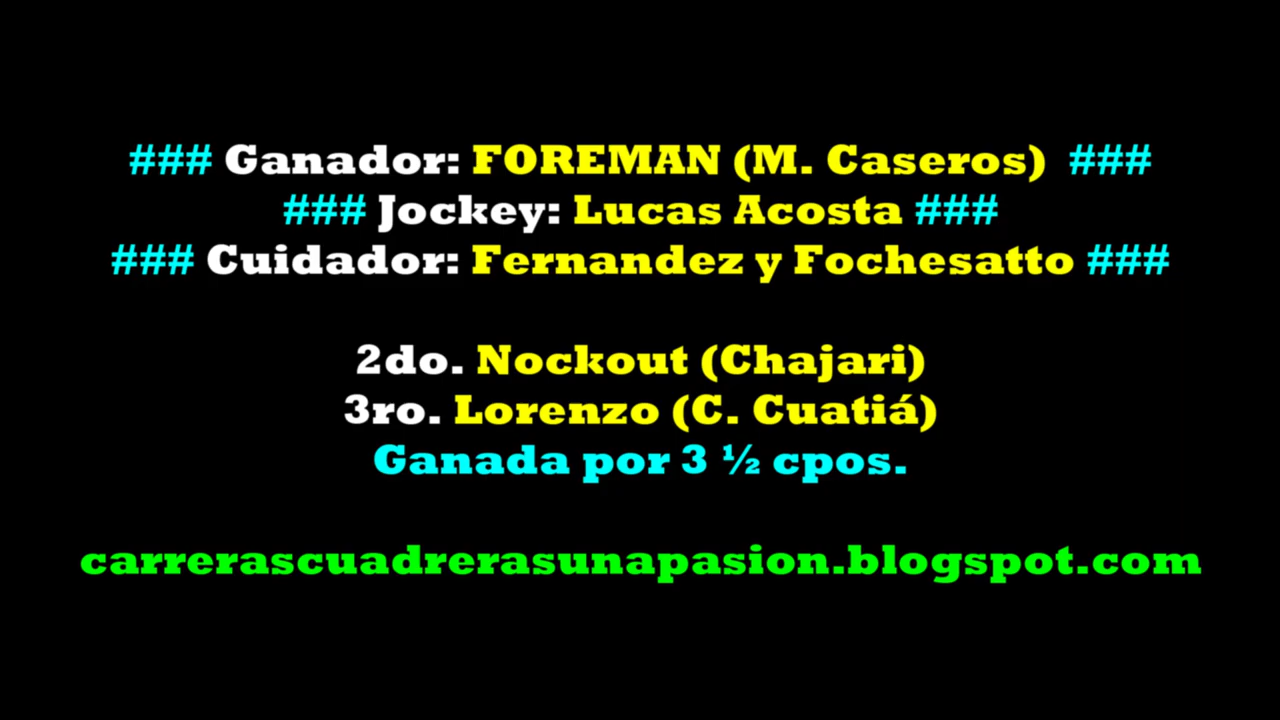 ### Ganador: FOREMAN (M. Caseros) ###
### Jockey: Lucas Acosta ###
### Cuidador: Fernandez y Fochesatto ###
2do. Nockout (Chajari)
3ro. Lorenzo (C. Cuatiá)
Ganada por 3 ½ cpos.
carrerascuadrerasunapasion.blogspot.com